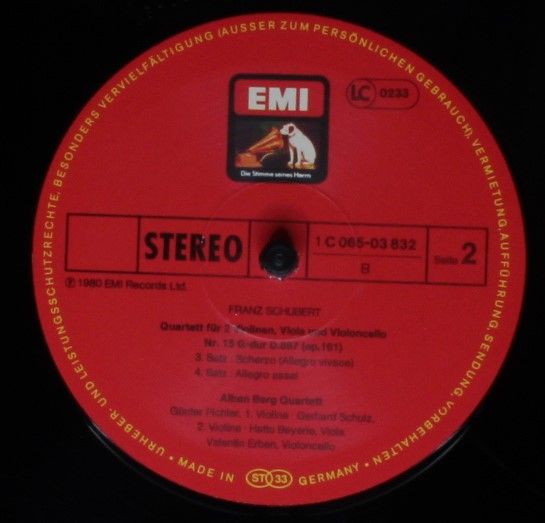 URHEBER- UND LEISTUNGSSCHUTZRECHTE, BESONDERS VERVIELFÄLTIGUNG (AUSSER ZUM PERSÖNLICHEN GEBRAUCH), VERMIETUNG, AUFFÜHRUNG, SENDUNG, VORBEHALTEN
EMI
LC 0233
Die Stimme seines Herrn
STEREO
1 C 065-03 832
B
Seite 2
℗ 1980 EMI Records Ltd.
FRANZ SCHUBERT
Quartett für 2 Violinen, Viola und Violoncello
Nr. 15 G-dur D.887 (op.161)
3. Satz: Scherzo (Allegro vivace)
4. Satz: Allegro assai
Alban Berg Quartett
Günter Pichler, 1. Violine · Gerhard Schulz,
2. Violine · Hatto Beyerle, Viola
Valentin Erben, Violoncello
• MADE IN ST 33 GERMANY •